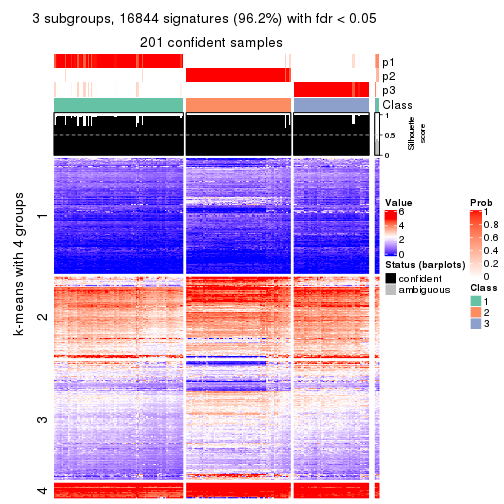 3 subgroups, 16844 signatures (96.2%) with fdr < 0.05
201 confident samples
p1
p2
p3
Class
1
0.5
0
Silhouette
score
k-means with 4 groups
1
2
3
4
Value
6
4
2
0
Status (barplots)
confident
ambiguous
Prob
1
0.8
0.6
0.4
0.2
0
Class
1
2
3